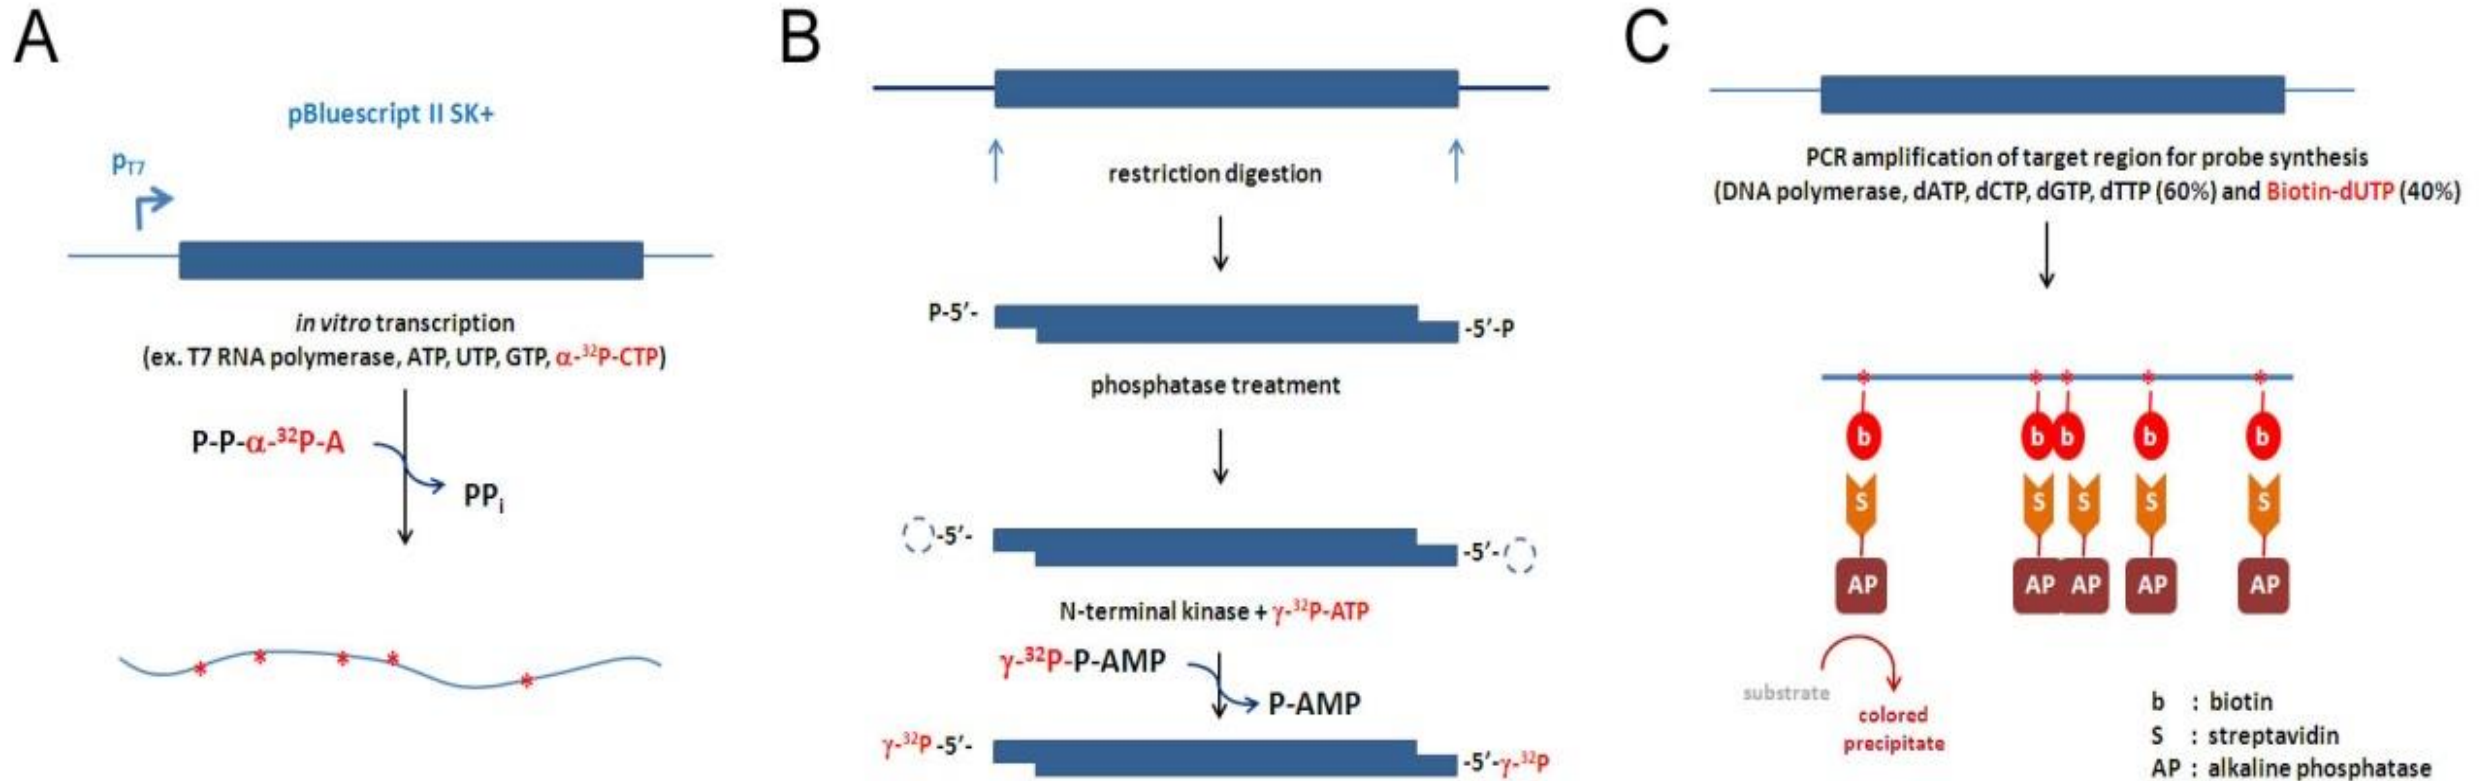 A
pBluescript II SK+
pT7
in vitro transcription
(ex. T7 RNA polymerase, ATP, UTP, GTP, α-³²P-CTP)
P-P-α-³²P-A
PPi
B
restriction digestion
P-5’-
-5’-P
phosphatase treatment
-5’-
-5’-
N-terminal kinase + γ-³²P-ATP
γ-³²P-P-AMP
P-AMP
γ-³²P -5’-
-5’-γ-³²P
C
PCR amplification of target region for probe synthesis
(DNA polymerase, dATP, dCTP, dGTP, dTTP (60%) and Biotin-dUTP (40%)
* * * * *
b b b b b
S S S S S
AP AP AP AP AP
substrate
colored
precipitate
b : biotin
S : streptavidin
AP : alkaline phosphatase